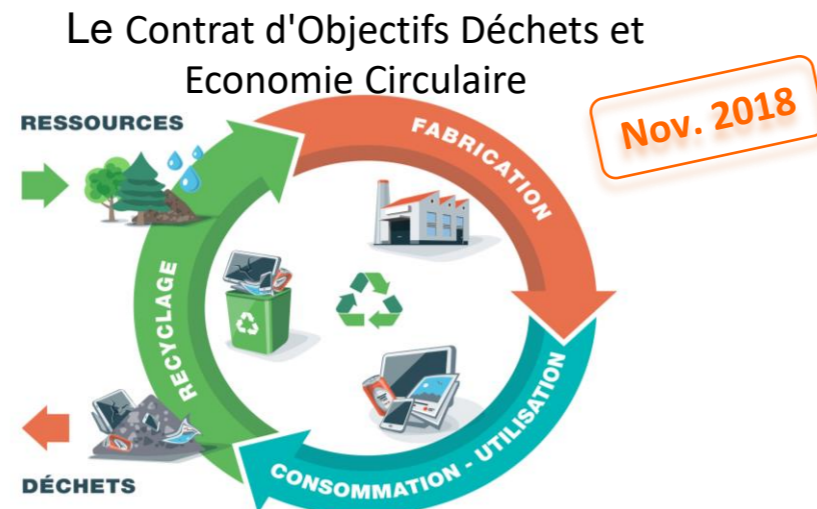 Le Contrat d'Objectifs Déchets et
Economie Circulaire
Nov. 2018
RESSOURCES
FABRICATION
RECYCLAGE
CONSOMMATION - UTILISATION
DÉCHETS